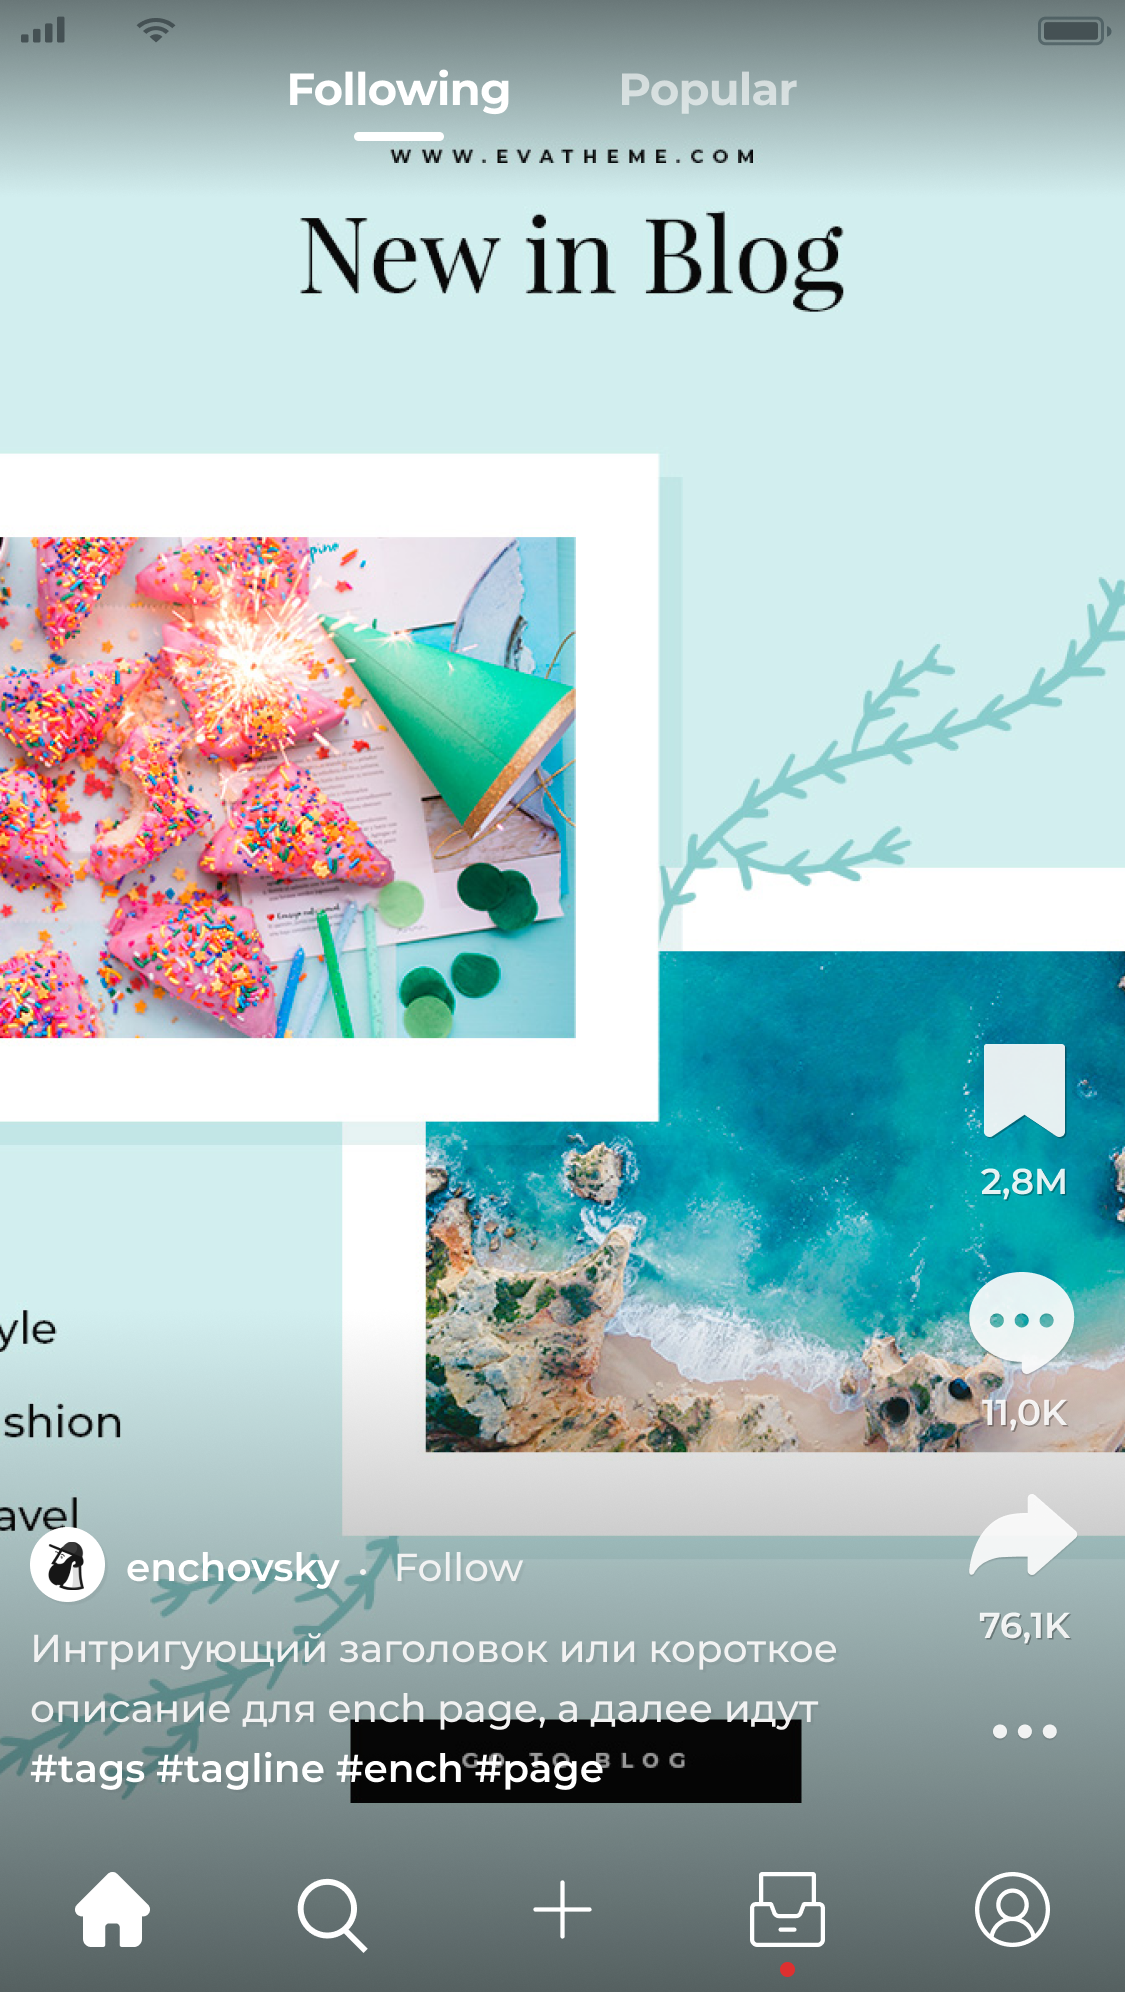 Following Popular
WWW.EVATHEME.COM
New in Blog
yle
shion
avel
2,8M
11,0K
76,1K
enchovsky · Follow
Интригующий заголовок или короткое
описание для ench page, а далее идут
#tags #tagline #ench #page
GO TO BLOG